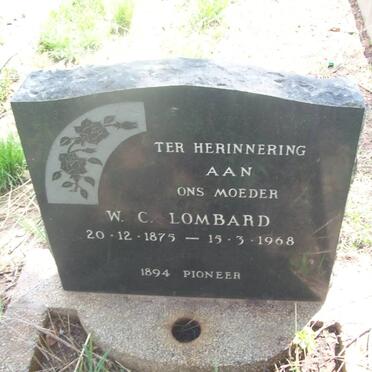 TER HERINNERING
AAN
ONS MOEDER
W. C. LOMBARD
20·12·1875 — 15·3·1968
1894 PIONEER